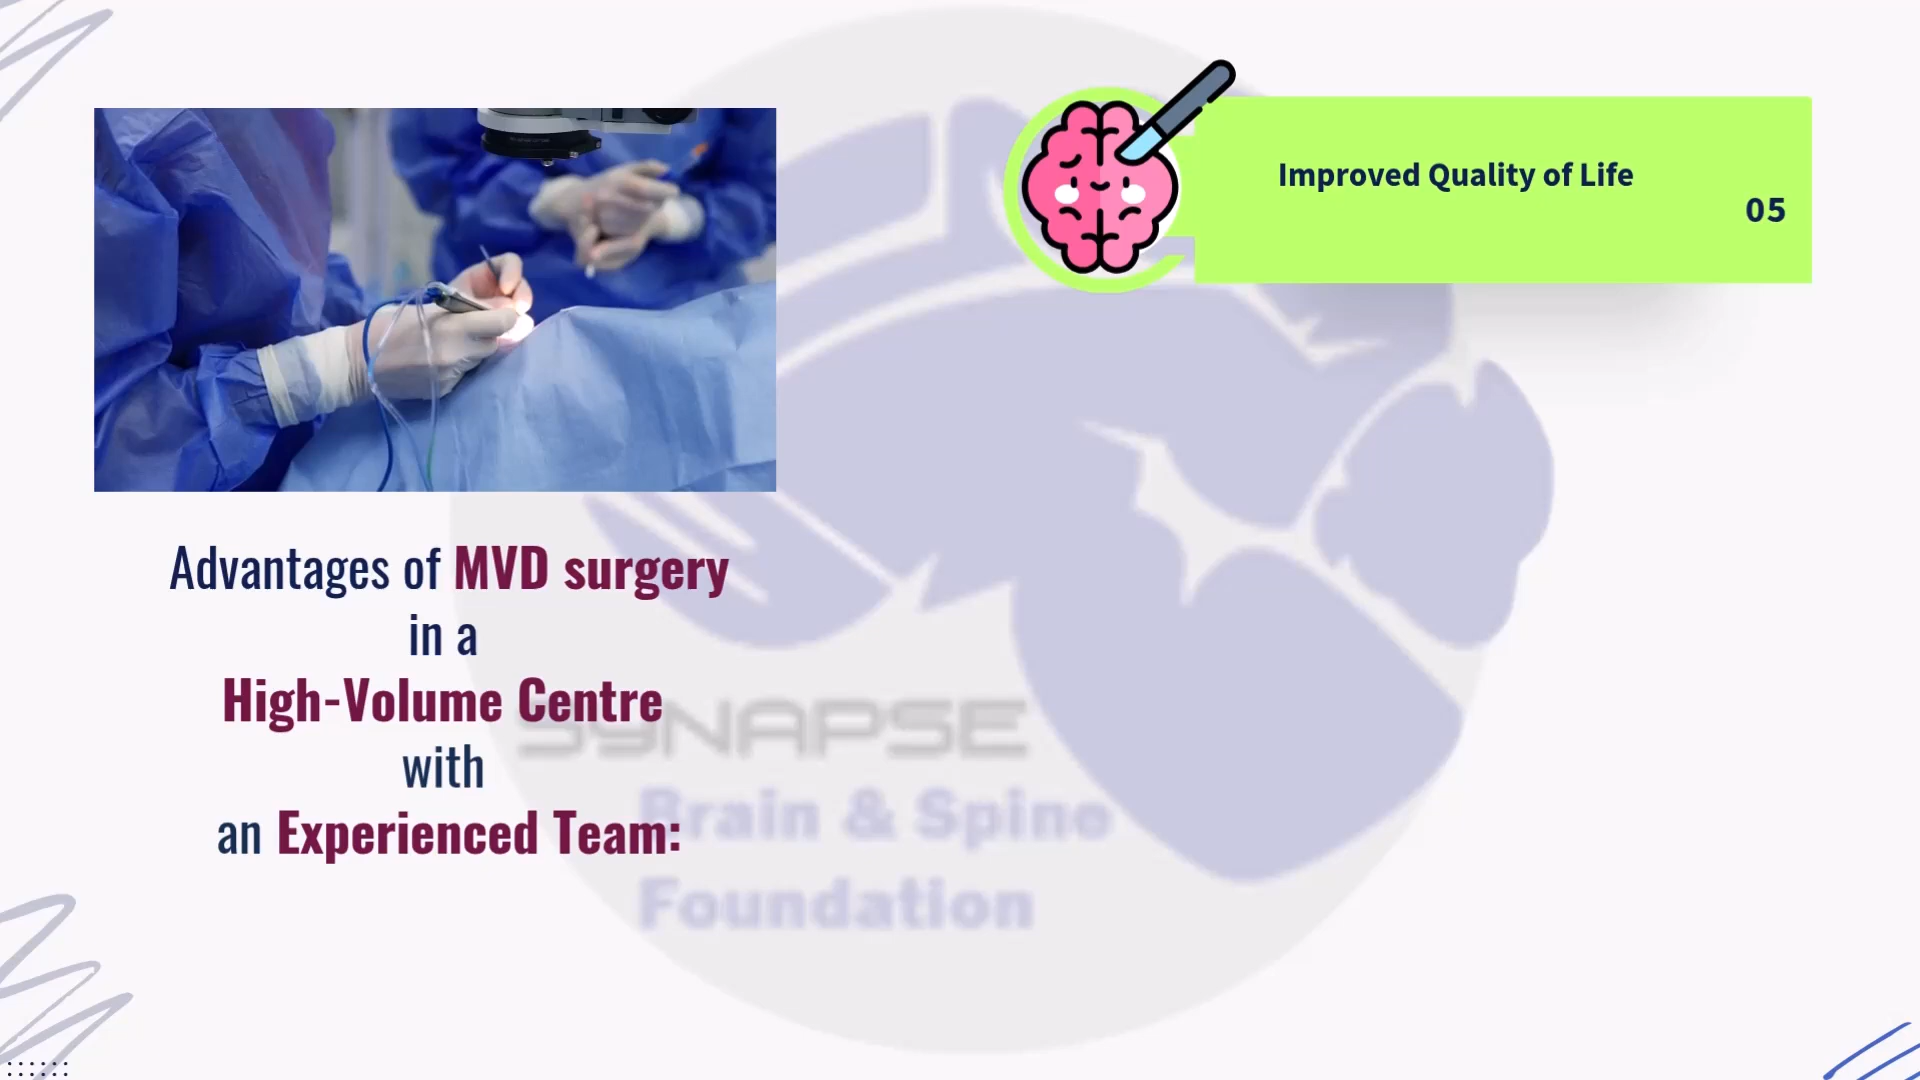 Improved Quality of Life
05
Advantages of MVD surgery
in a
High-Volume Centre
with
an Experienced Team:
SYNAPSE
Brain & Spine
Foundation